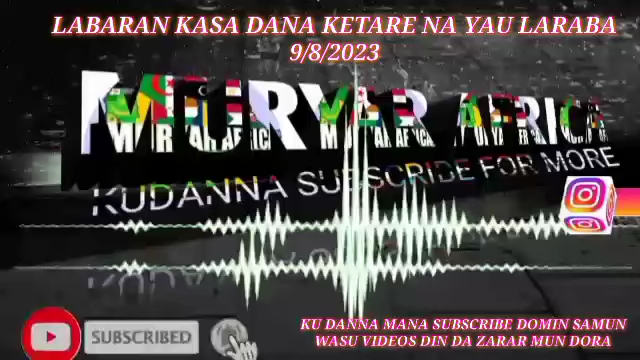 LABARAN KASA DANA KETARE NA YAU LARABA
9/8/2023
MURYAR AFRICA
KUDANNA SUBSCRIBE FOR MORE
SUBSCRIBED
KU DANNA MANA SUBSCRIBE DOMIN SAMUN
WASU VIDEOS DIN DA ZARAR MUN DORA